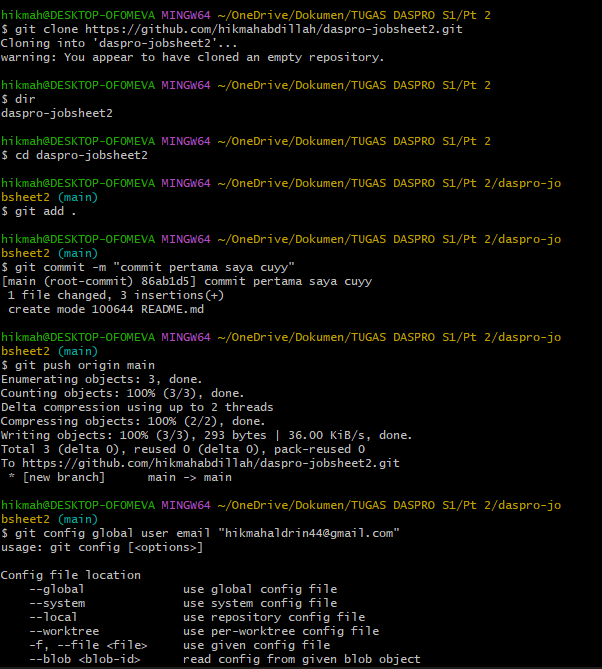 hikmah@DESKTOP-OFOMEVA MINGW64 ~/OneDrive/Dokumen/TUGAS DASPRO S1/Pt 2
$ git clone https://github.com/hikmahabdillah/daspro-jobsheet2.git
Cloning into 'daspro-jobsheet2'...
warning: You appear to have cloned an empty repository.
hikmah@DESKTOP-OFOMEVA MINGW64 ~/OneDrive/Dokumen/TUGAS DASPRO S1/Pt 2
$ dir
daspro-jobsheet2
hikmah@DESKTOP-OFOMEVA MINGW64 ~/OneDrive/Dokumen/TUGAS DASPRO S1/Pt 2
$ cd daspro-jobsheet2
hikmah@DESKTOP-OFOMEVA MINGW64 ~/OneDrive/Dokumen/TUGAS DASPRO S1/Pt 2/daspro-jo
bsheet2 (main)
$ git add .
hikmah@DESKTOP-OFOMEVA MINGW64 ~/OneDrive/Dokumen/TUGAS DASPRO S1/Pt 2/daspro-jo
bsheet2 (main)
$ git commit -m "commit pertama saya cuyy"
[main (root-commit) 86ab1d5] commit pertama saya cuyy
 1 file changed, 3 insertions(+)
 create mode 100644 README.md
hikmah@DESKTOP-OFOMEVA MINGW64 ~/OneDrive/Dokumen/TUGAS DASPRO S1/Pt 2/daspro-jo
bsheet2 (main)
$ git push origin main
Enumerating objects: 3, done.
Counting objects: 100% (3/3), done.
Delta compression using up to 2 threads
Compressing objects: 100% (2/2), done.
Writing objects: 100% (3/3), 293 bytes | 36.00 KiB/s, done.
Total 3 (delta 0), reused 0 (delta 0), pack-reused 0
To https://github.com/hikmahabdillah/daspro-jobsheet2.git
 * [new branch]      main -> main
hikmah@DESKTOP-OFOMEVA MINGW64 ~/OneDrive/Dokumen/TUGAS DASPRO S1/Pt 2/daspro-jo
bsheet2 (main)
$ git config global user email "hikmahaldrin44@gmail.com"
usage: git config [<options>]
Config file location
    --global              use global config file
    --system              use system config file
    --local               use repository config file
    --worktree            use per-worktree config file
    -f, --file <file>     use given config file
    --blob <blob-id>      read config from given blob object